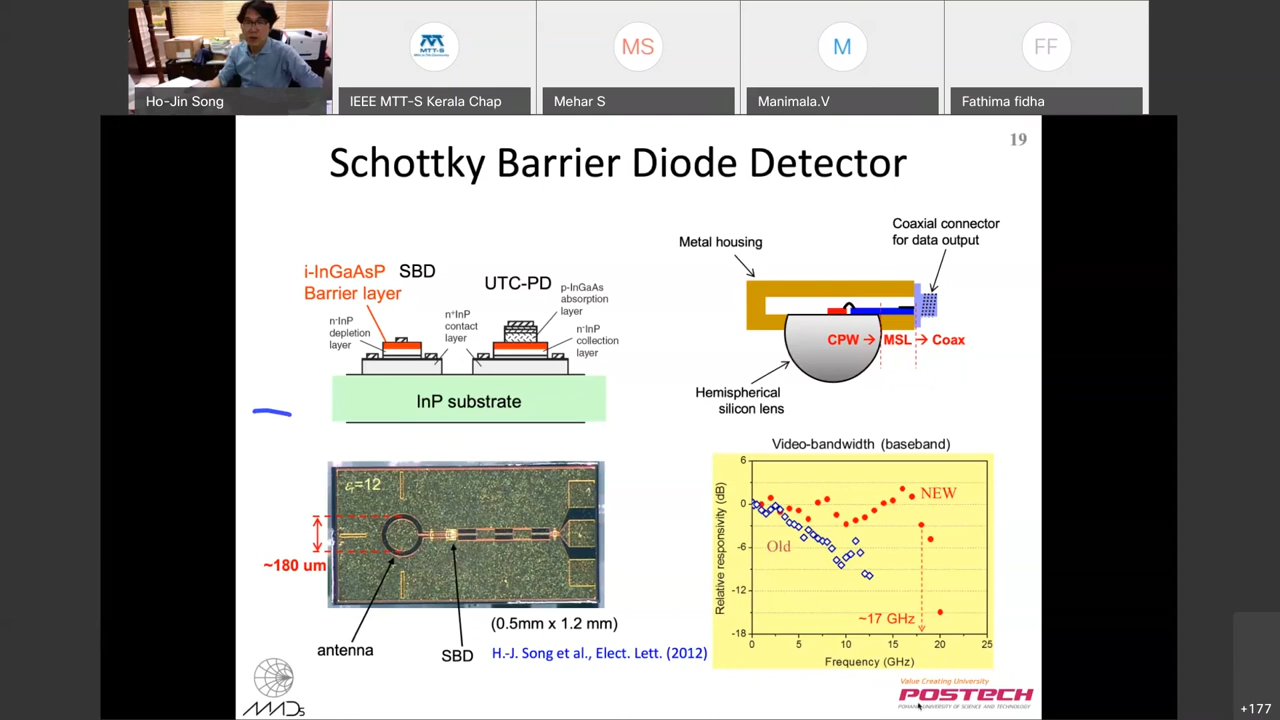 MTT-S
MS
M
FF
Ho-Jin Song
IEEE MTT-S Kerala Chap
Mehar S
Manimala.V
Fathima fidha
19
Schottky Barrier Diode Detector
i-InGaAsP SBD
Barrier layer
UTC-PD
p-InGaAs
absorption
layer
n-InP
depletion
layer
n+InP
contact
layer
n-InP
collection
layer
InP substrate
Metal housing
Coaxial connector
for data output
CPW → MSL → Coax
Hemispherical
silicon lens
εr=12
~180 um
antenna
SBD
(0.5mm x 1.2 mm)
H.-J. Song et al., Elect. Lett. (2012)
Video-bandwidth (baseband)
Relative responsivity (dB)
6
0
-6
-12
-18
NEW
Old
~17 GHz
0 5 10 15 20 25
Frequency (GHz)
Value Creating University
POSTECH
POHANG UNIVERSITY OF SCIENCE AND TECHNOLOGY
+177